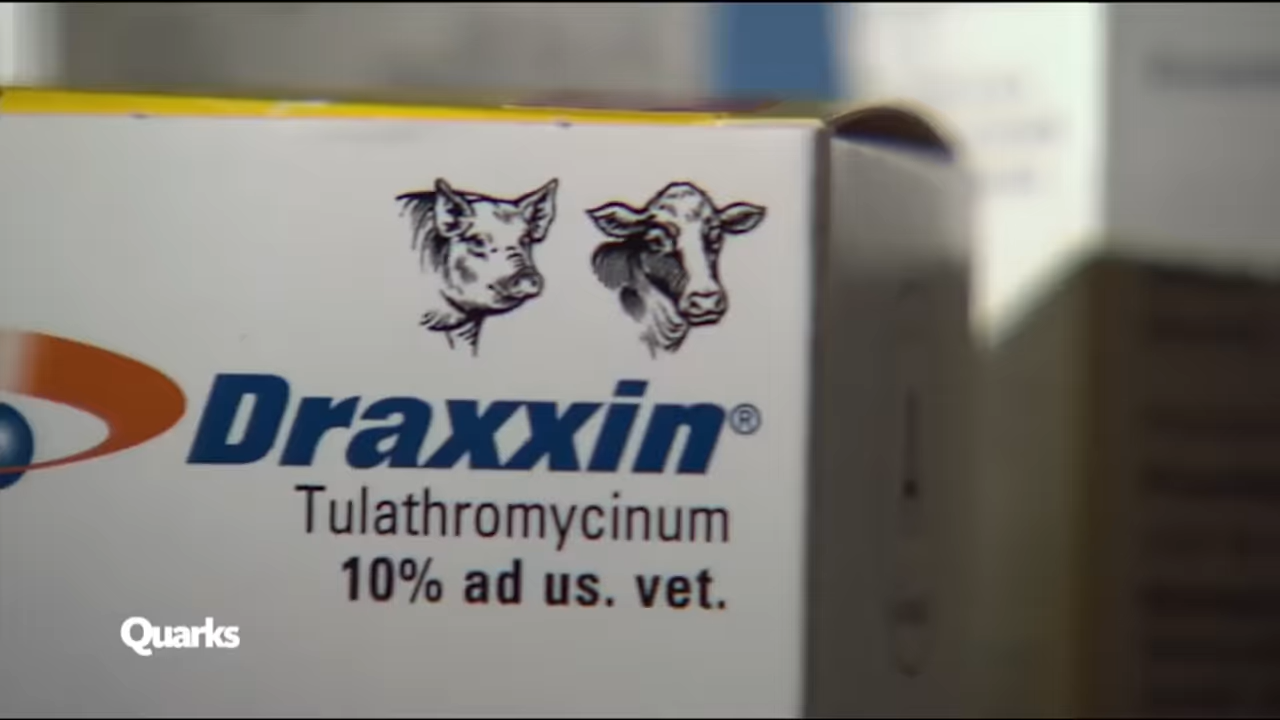 Draxxin®
Tulathromycinum
10% ad us. vet.
Quarks